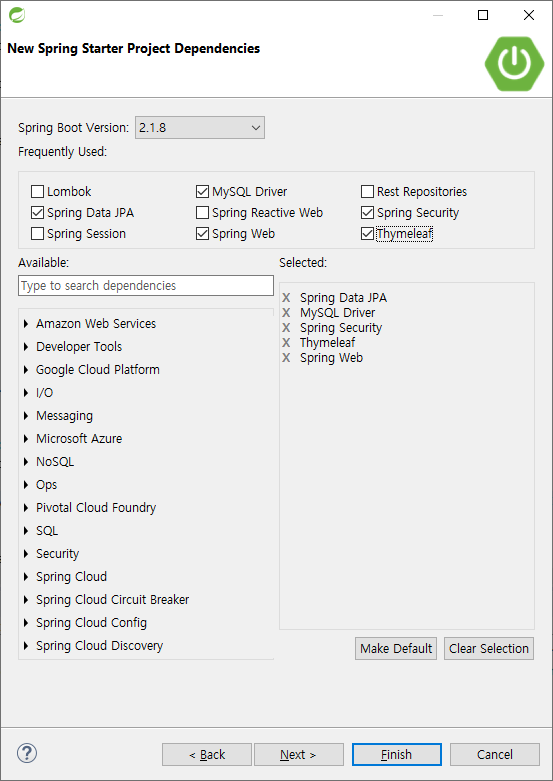 New Spring Starter Project Dependencies
Spring Boot Version: 2.1.8
Frequently Used:
Lombok MySQL Driver Rest Repositories
Spring Data JPA Spring Reactive Web Spring Security
Spring Session Spring Web Thymeleaf
Available:
Type to search dependencies
Amazon Web Services
Developer Tools
Google Cloud Platform
I/O
Messaging
Microsoft Azure
NoSQL
Ops
Pivotal Cloud Foundry
SQL
Security
Spring Cloud
Spring Cloud Circuit Breaker
Spring Cloud Config
Spring Cloud Discovery
Selected:
X Spring Data JPA
X MySQL Driver
X Spring Security
X Thymeleaf
X Spring Web
Make Default Clear Selection
? < Back Next > Finish Cancel